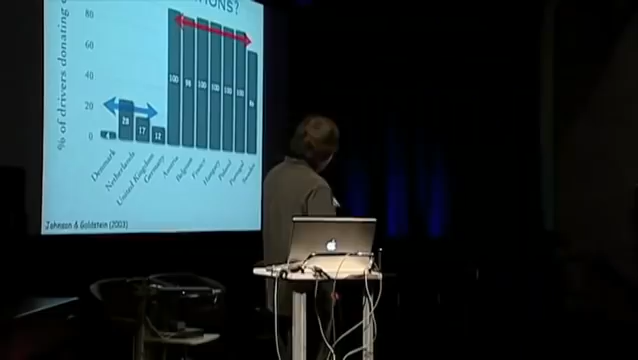 IONS?
% of drivers donating
80
60
40
20
0
4
28
17
12
100
98
100
100
100
100
86
Denmark
Netherlands
United Kingdom
Germany
Austria
Belgium
France
Hungary
Poland
Portugal
Sweden
Johnson & Goldstein (2003)